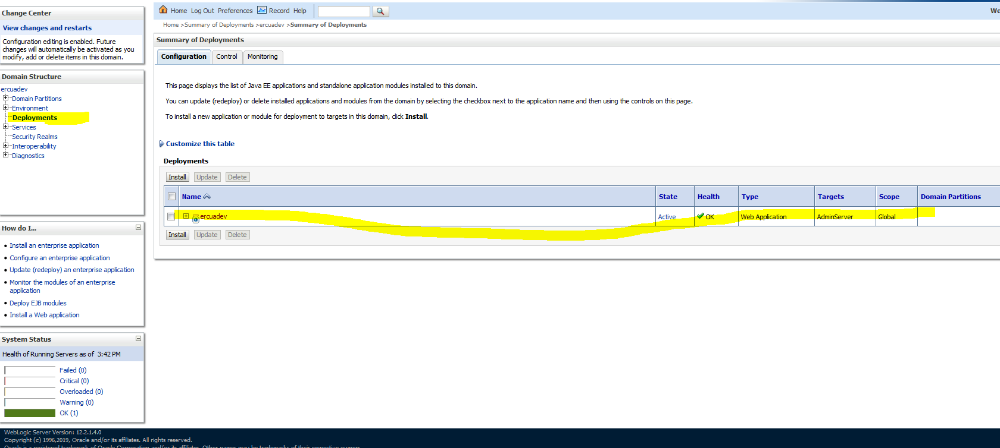 Change Center
View changes and restarts
Configuration editing is enabled. Future
changes will automatically be activated as you
modify, add or delete items in this domain.
Domain Structure
ercuadev
Domain Partitions
Environment
Deployments
Services
Security Realms
Interoperability
Diagnostics
How do I...
Install an enterprise application
Configure an enterprise application
Update (redeploy) an enterprise application
Monitor the modules of an enterprise
application
Deploy EJB modules
Install a Web application
System Status
Health of Running Servers as of 3:42 PM
Failed (0)
Critical (0)
Overloaded (0)
Warning (0)
OK (1)
Home Log Out Preferences Record Help
We
Home >Summary of Deployments >ercuadev >Summary of Deployments
Summary of Deployments
Configuration Control Monitoring
This page displays the list of Java EE applications and standalone application modules installed to this domain.
You can update (redeploy) or delete installed applications and modules from the domain by selecting the checkbox next to the application name and then using the controls on this page.
To install a new application or module for deployment to targets in this domain, click Install.
Customize this table
Deployments
Install Update Delete
Name State Health Type Targets Scope Domain Partitions
ercuadev Active OK Web Application AdminServer Global
Install Update Delete
WebLogic Server Version: 12.2.1.4.0
Copyright (c) 1996,2019, Oracle and/or its affiliates. All rights reserved.
Oracle is a registered trademark of Oracle Corporation and/or its affiliates. Other names may be trademarks of their respective owners.